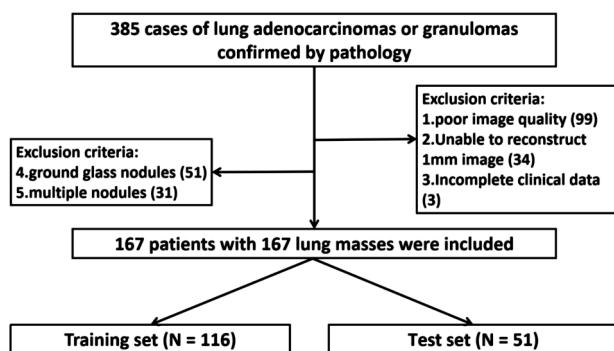 385 cases of lung adenocarcinomas or granulomas
confirmed by pathology
Exclusion criteria:
1.poor image quality (99)
2.Unable to reconstruct
1mm image (34)
3.Incomplete clinical data
(3)
Exclusion criteria:
4.ground glass nodules (51)
5.multiple nodules (31)
167 patients with 167 lung masses were included
Training set (N = 116)
Test set (N = 51)